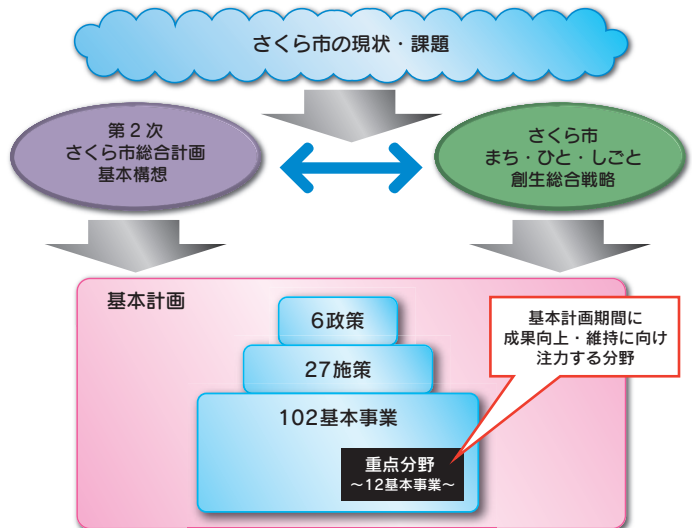 さくら市の現状・課題
第２次
さくら市総合計画
基本構想
さくら市
まち・ひと・しごと
創生総合戦略
基本計画
6政策
27施策
102基本事業
重点分野
～12基本事業～
基本計画期間に
成果向上・維持に向け
注力する分野